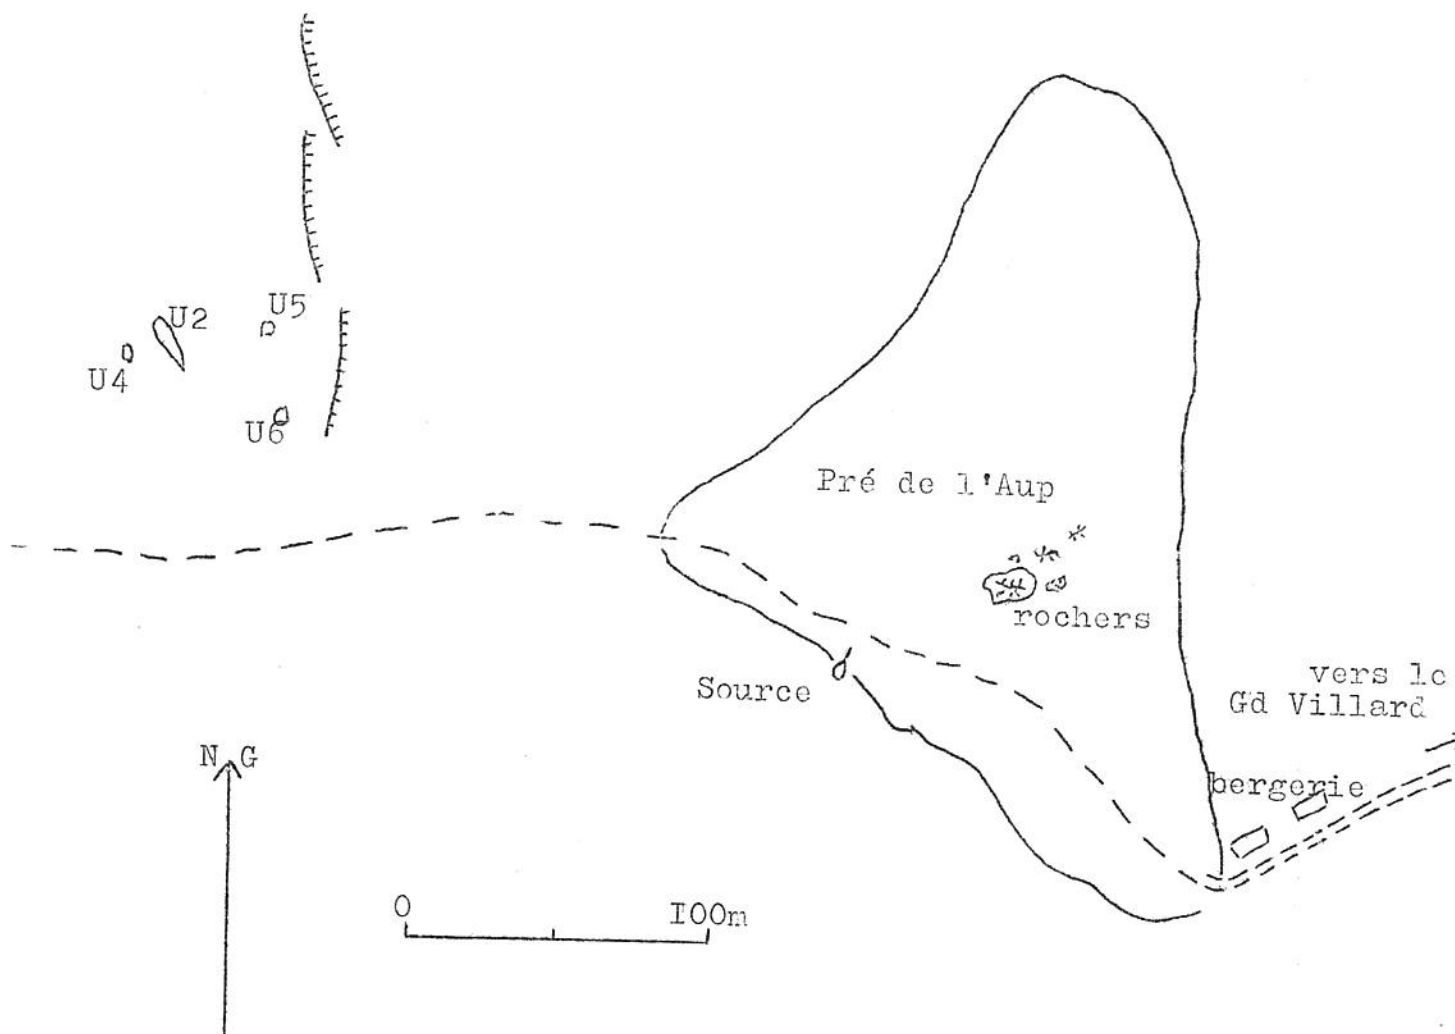 U5
U2
U4
U6
Pré de l'Aup
rochers
Source
vers le
Gd Villard
bergerie
N G
0
I00m